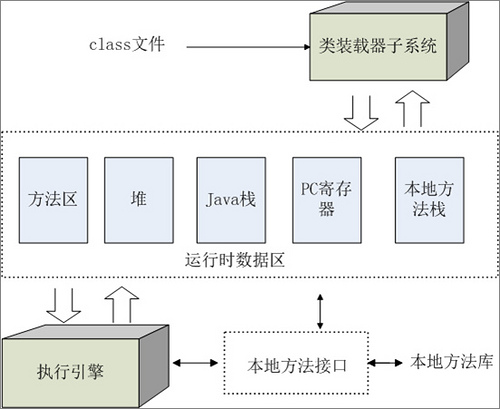 class文件
类装载器子系统
方法区
堆
Java栈
PC寄存
器
本地方
法栈
运行时数据区
执行引擎
本地方法接口
本地方法库